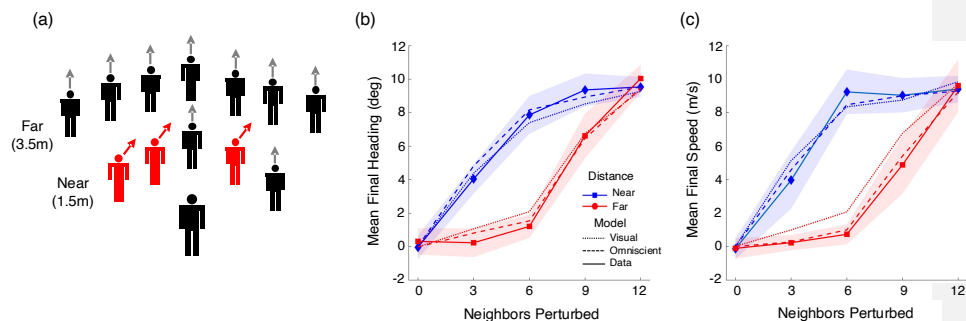 (a)
Far
(3.5m)
Near
(1.5m)
(b)
Mean Final Heading (deg)
12
10
8
6
4
2
0
-2
0 3 6 9 12
Neighbors Perturbed
Distance
Near
Far
Model
Visual
Omniscient
Data
(c)
Mean Final Speed (m/s)
12
10
8
6
4
2
0
-2
0 3 6 9 12
Neighbors Perturbed